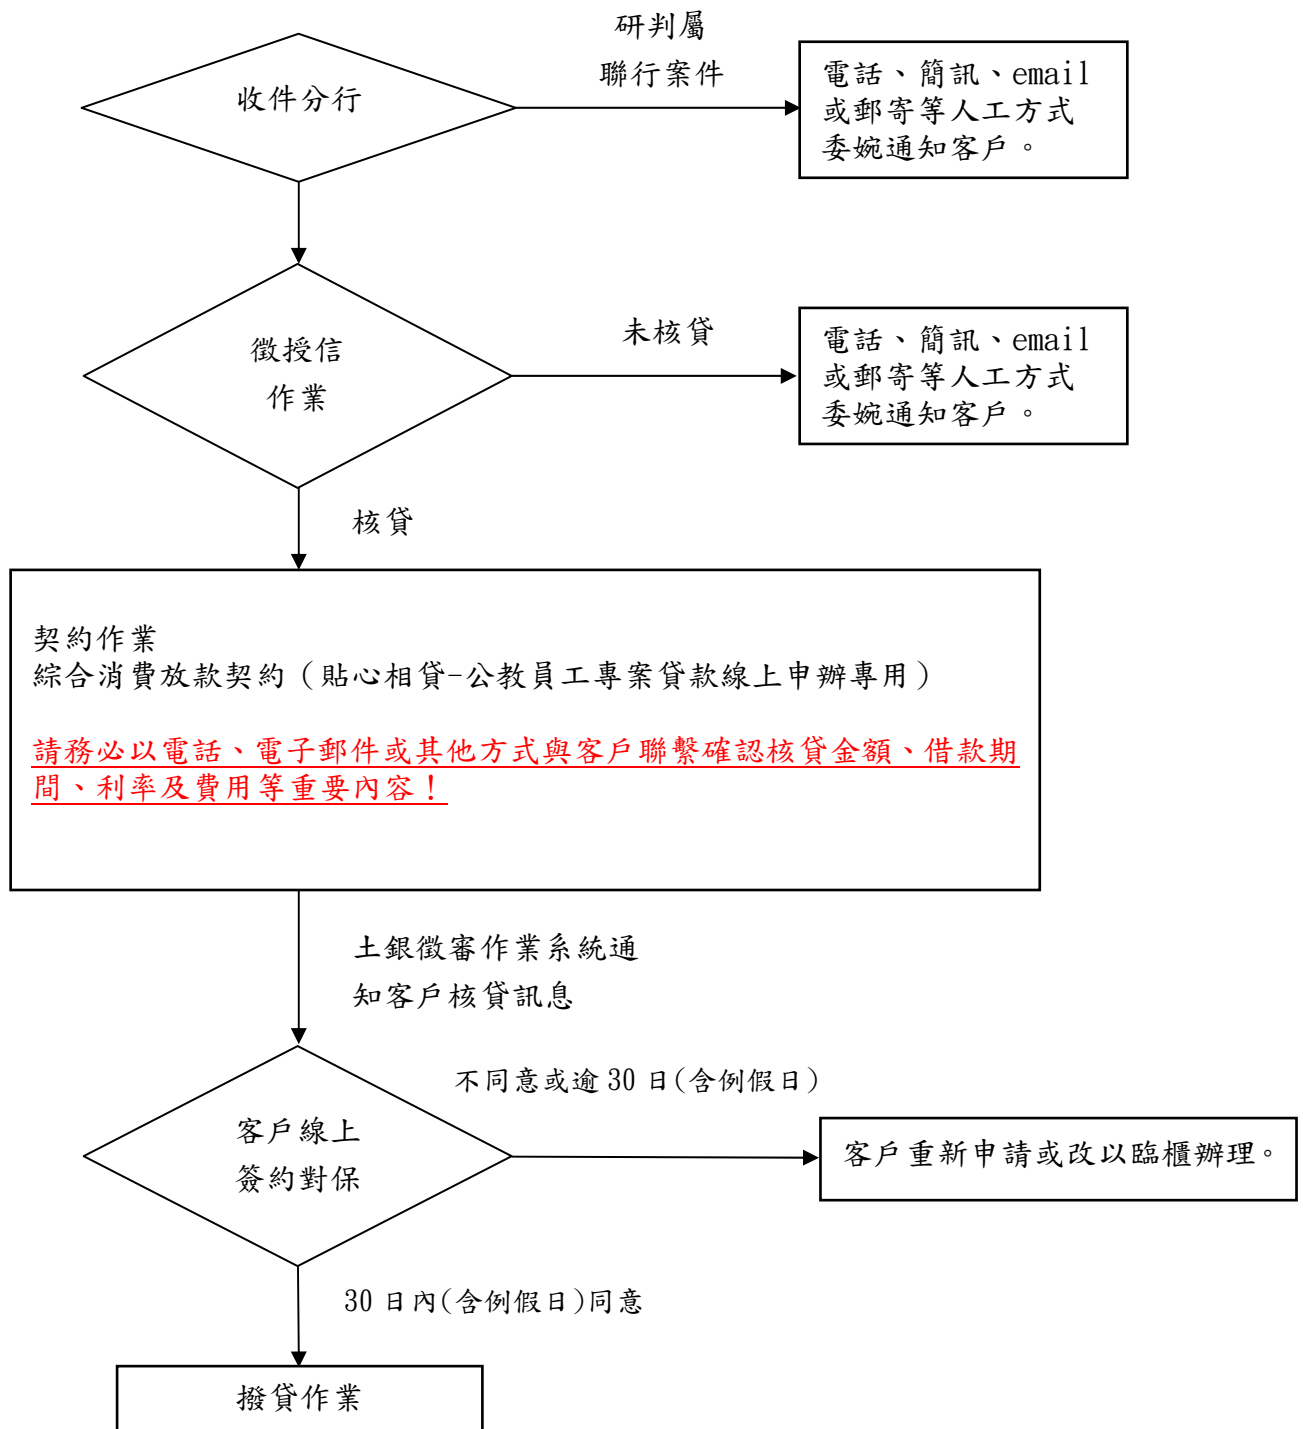 研判屬
聯行案件
收件分行
電話、簡訊、email
或郵寄等人工方式
委婉通知客戶。
徵授信
作業
未核貸
電話、簡訊、email
或郵寄等人工方式
委婉通知客戶。
核貸
契約作業
綜合消費放款契約（貼心相貸-公教員工專案貸款線上申辦專用）
請務必以電話、電子郵件或其他方式與客戶聯繫確認核貸金額、借款期
間、利率及費用等重要內容！
土銀徵審作業系統通
知客戶核貸訊息
不同意或逾30日(含例假日)
客戶線上
簽約對保
客戶重新申請或改以臨櫃辦理。
30日內(含例假日)同意
撥貸作業